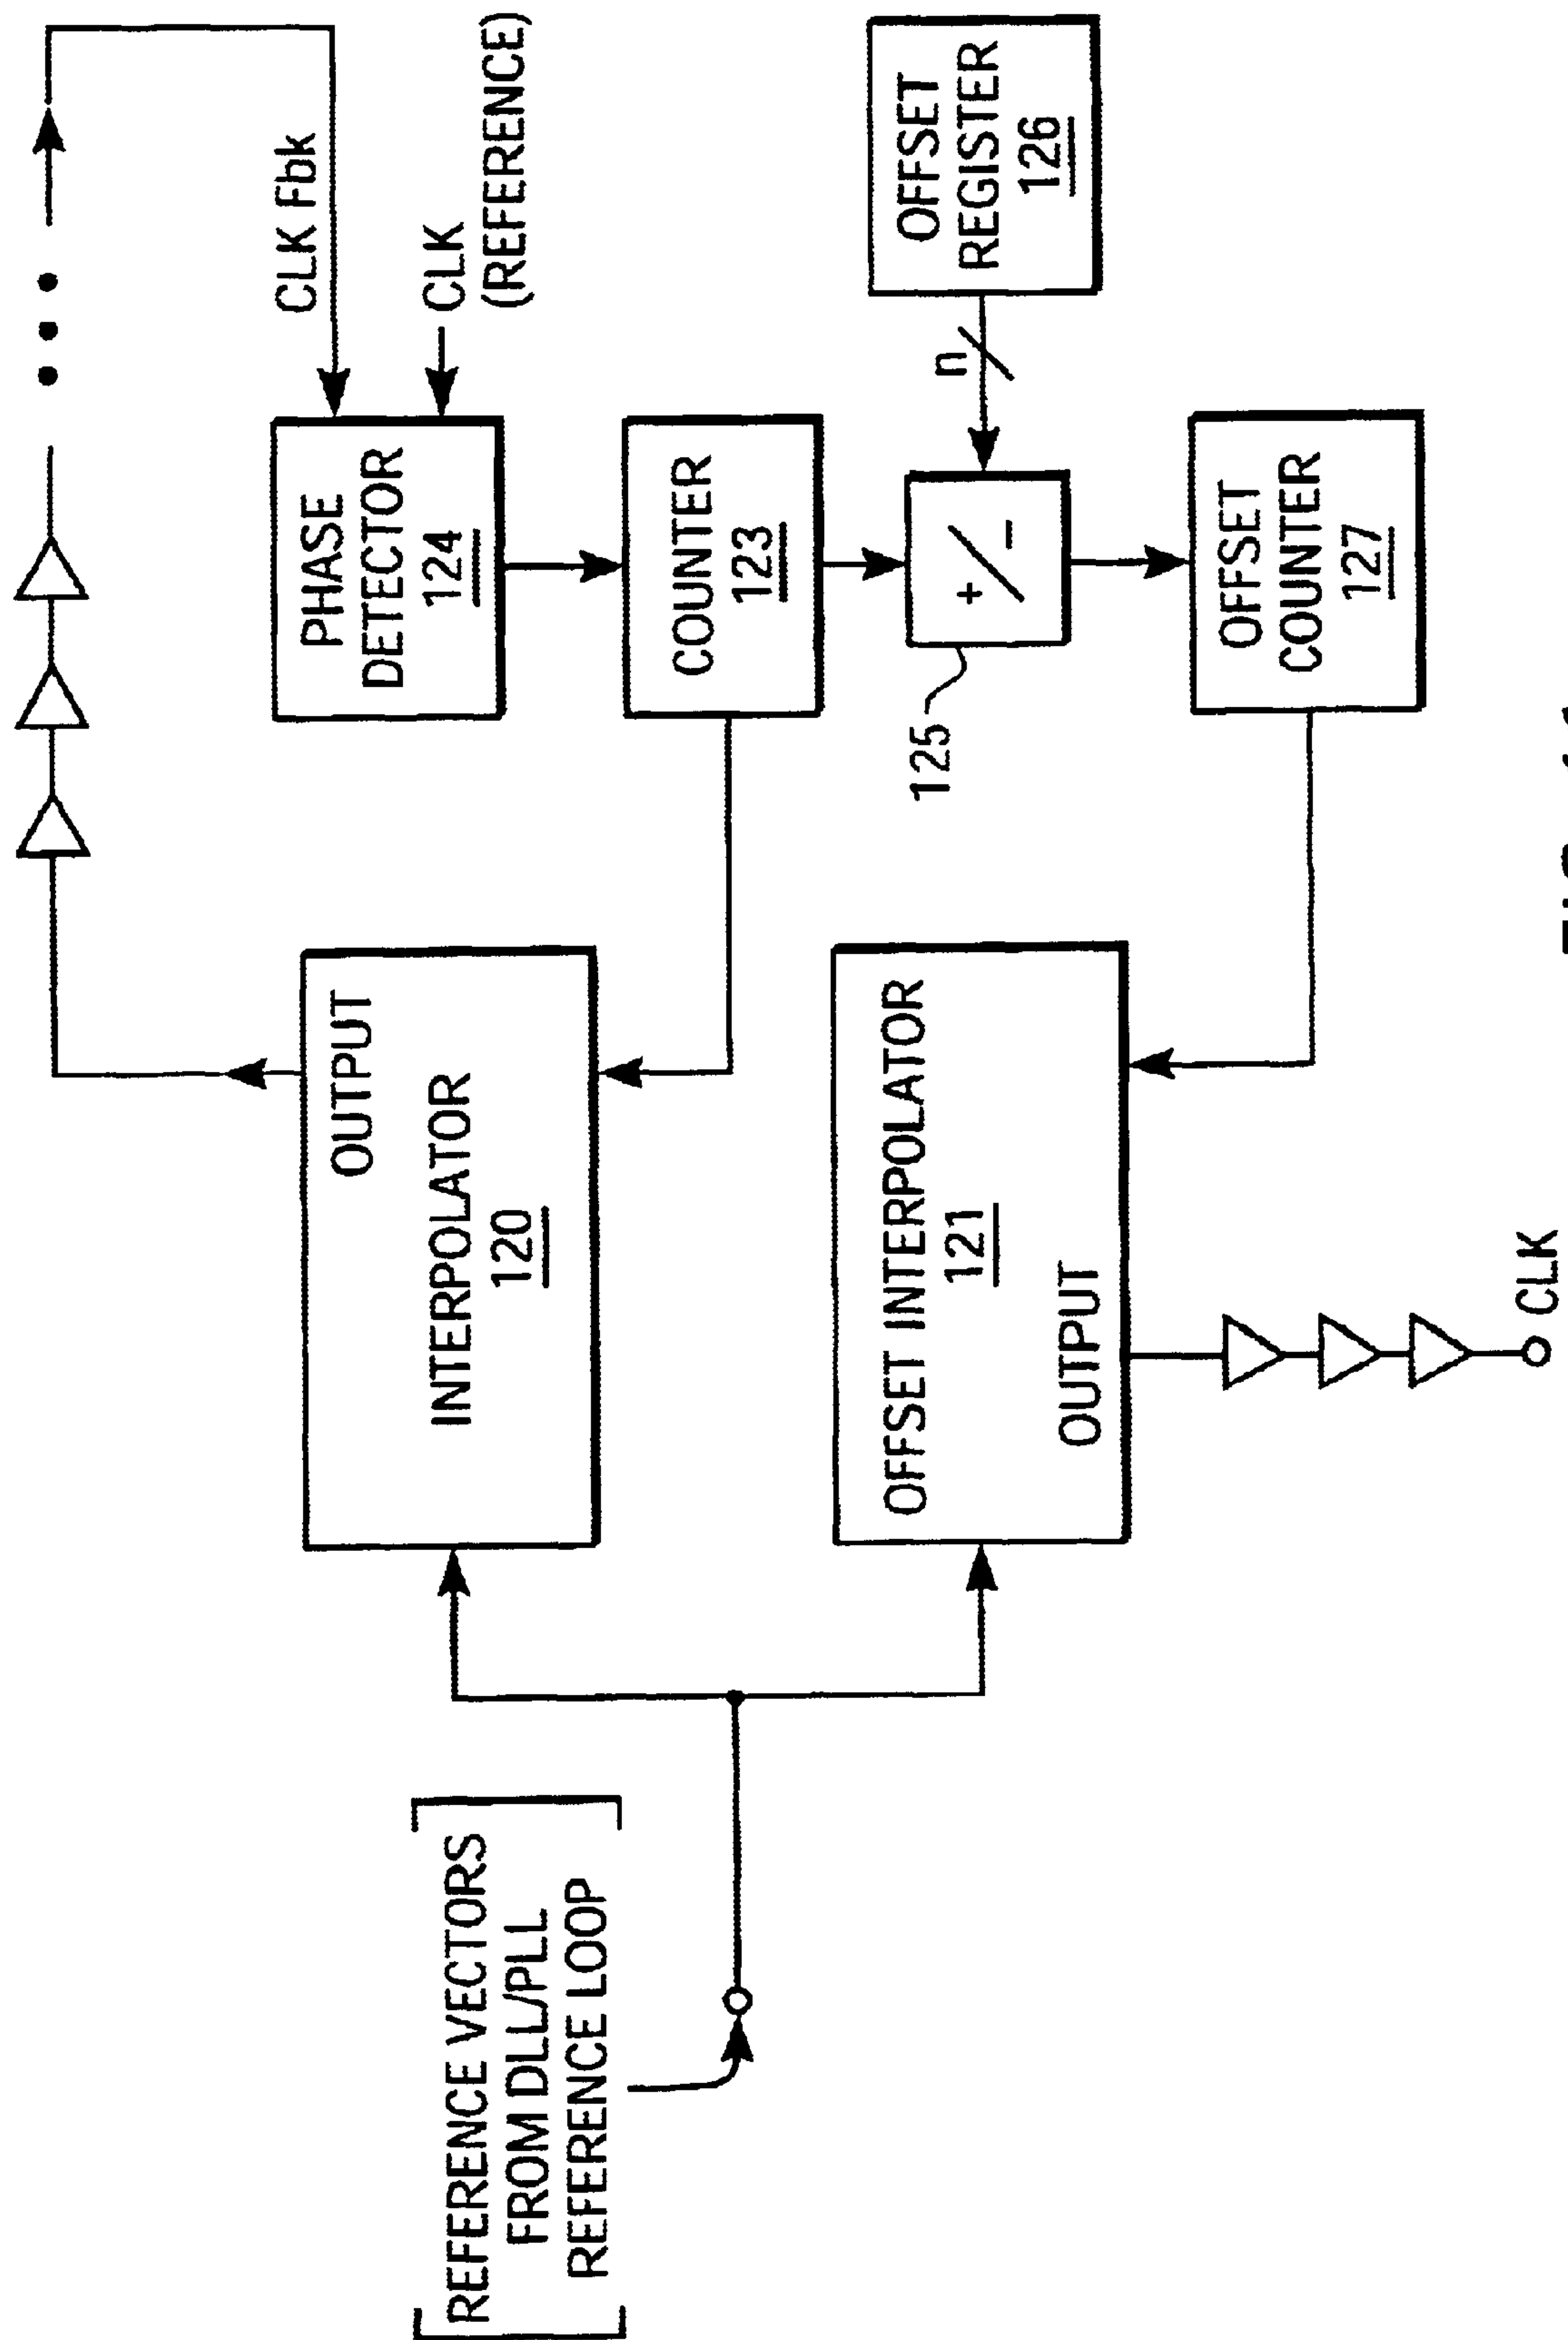 CLK Fbk
CLK
(REFERENCE)
PHASE
DETECTOR
124
COUNTER
123
+/-
125
n
OFFSET
REGISTER
126
OFFSET
COUNTER
127
OUTPUT
INTERPOLATOR
120
OFFSET INTERPOLATOR
121
OUTPUT
CLK
REFERENCE VECTORS
FROM DLL/PLL
REFERENCE LOOP